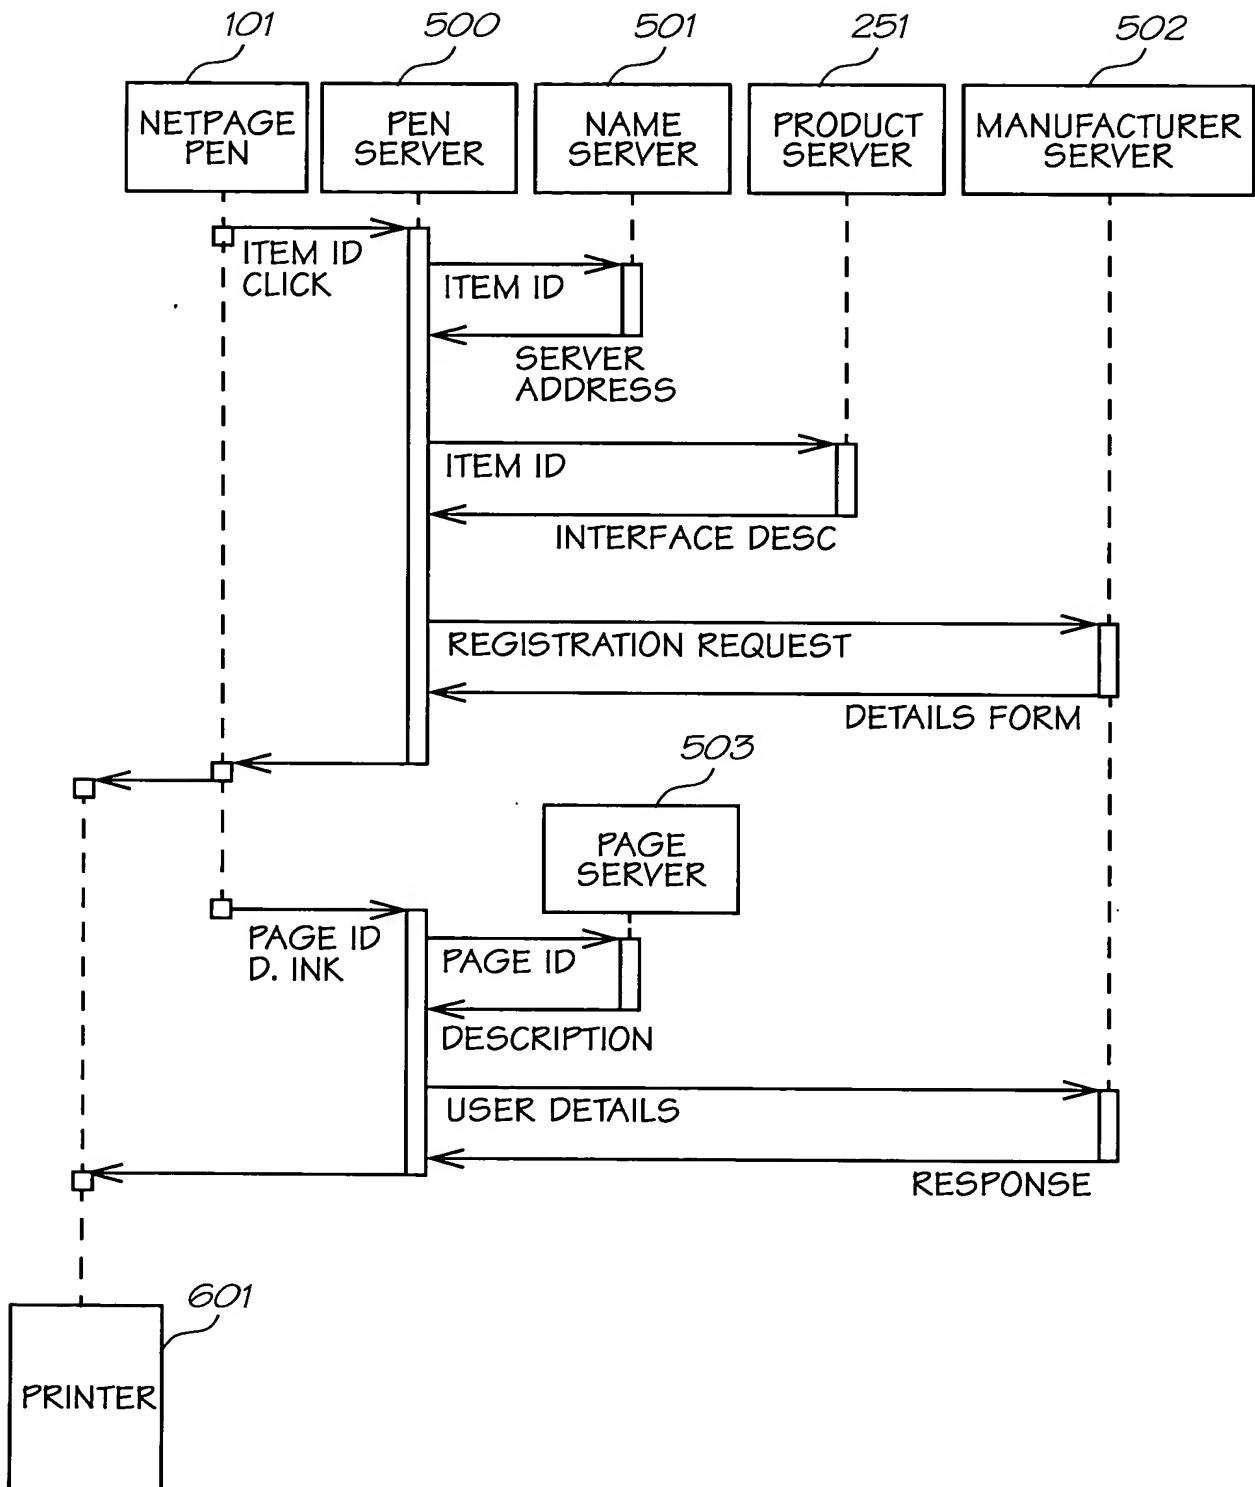 101
500
501
251
502
NETPAGE
PEN
PEN
SERVER
NAME
SERVER
PRODUCT
SERVER
MANUFACTURER
SERVER
ITEM ID
CLICK
ITEM ID
SERVER
ADDRESS
ITEM ID
INTERFACE DESC
REGISTRATION REQUEST
DETAILS FORM
503
PAGE
SERVER
PAGE ID
D. INK
PAGE ID
DESCRIPTION
USER DETAILS
RESPONSE
601
PRINTER